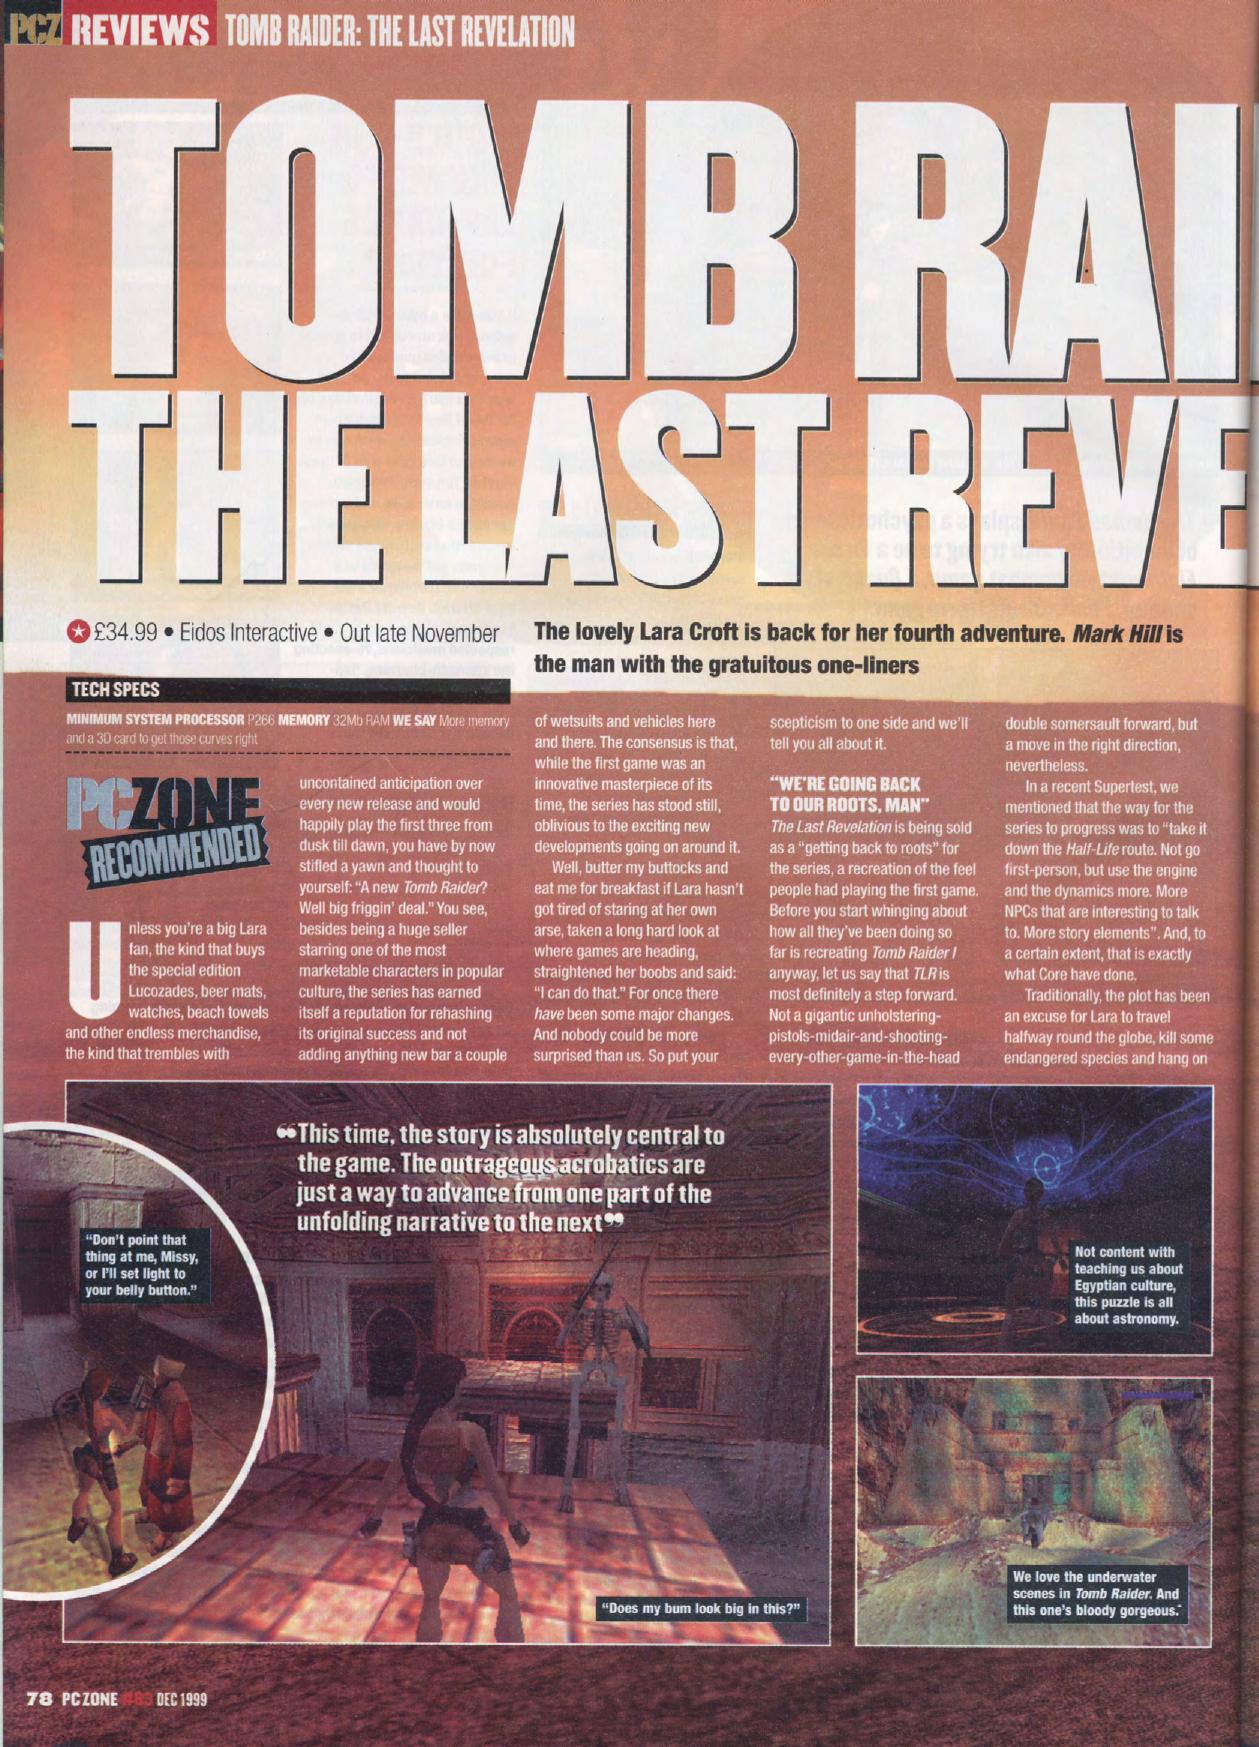 PCZ REVIEWS TOMB RAIDER: THE LAST REVELATION
TOMB RAI
THE LAST REVE
£34.99 • Eidos Interactive • Out late November
The lovely Lara Croft is back for her fourth adventure. Mark Hill is
the man with the gratuitous one-liners
TECH SPECS
MINIMUM SYSTEM PROCESSOR P266 MEMORY 32Mb RAM WE SAY More memory
and a 3D card to get those curves right
PCZONE
RECOMMENDED
Unless you're a big Lara
fan, the kind that buys
the special edition
Lucozades, beer mats,
watches, beach towels
and other endless merchandise,
the kind that trembles with
uncontained anticipation over
every new release and would
happily play the first three from
dusk till dawn, you have by now
stifled a yawn and thought to
yourself: "A new Tomb Raider?
Well big friggin' deal." You see,
besides being a huge seller
starring one of the most
marketable characters in popular
culture, the series has earned
itself a reputation for rehashing
its original success and not
adding anything new bar a couple
of wetsuits and vehicles here
and there. The consensus is that,
while the first game was an
innovative masterpiece of its
time, the series has stood still,
oblivious to the exciting new
developments going on around it.
Well, butter my buttocks and
eat me for breakfast if Lara hasn't
got tired of staring at her own
arse, taken a long hard look at
where games are heading,
straightened her boobs and said:
"I can do that." For once there
have been some major changes.
And nobody could be more
surprised than us. So put your
scepticism to one side and we'll
tell you all about it.
"WE'RE GOING BACK
TO OUR ROOTS, MAN"
The Last Revelation is being sold
as a "getting back to roots" for
the series, a recreation of the feel
people had playing the first game.
Before you start whinging about
how all they've been doing so
far is recreating Tomb Raider I
anyway, let us say that TLR is
most definitely a step forward.
Not a gigantic unholstering-
pistols-midair-and-shooting-
every-other-game-in-the-head
double somersault forward, but
a move in the right direction,
nevertheless.
In a recent Supertest, we
mentioned that the way for the
series to progress was to "take it
down the Half-Life route. Not go
first-person, but use the engine
and the dynamics more. More
NPCs that are interesting to talk
to. More story elements". And, to
a certain extent, that is exactly
what Core have done.
Traditionally, the plot has been
an excuse for Lara to travel
halfway round the globe, kill some
endangered species and hang on
"This time, the story is absolutely central to
the game. The outrageous acrobatics are
just a way to advance from one part of the
unfolding narrative to the next"
"Don't point that
thing at me, Missy,
or I'll set light to
your belly button."
"Does my bum look big in this?"
Not content with
teaching us about
Egyptian culture,
this puzzle is all
about astronomy.
We love the underwater
scenes in Tomb Raider. And
this one's bloody gorgeous.
78 PCZONE #83 DEC 1999